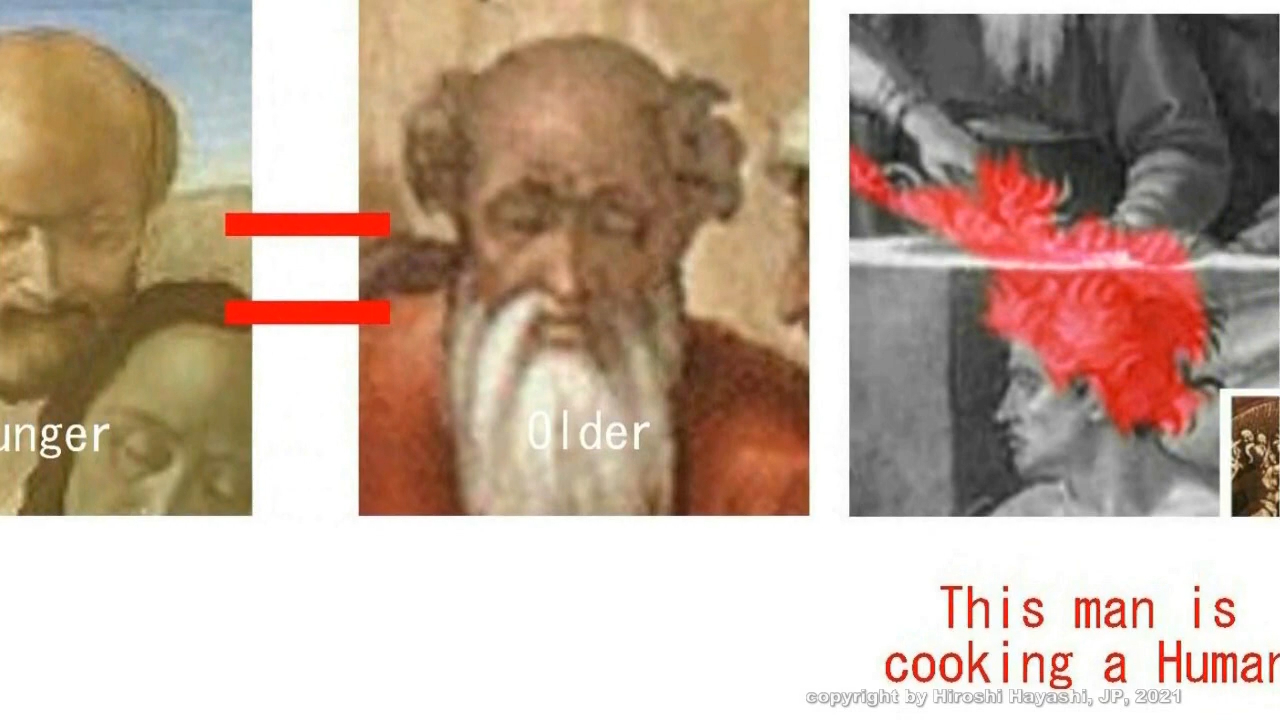 unger
Older
This man is
cooking a Human
copyright by Hiroshi Hayashi, JP, 2021